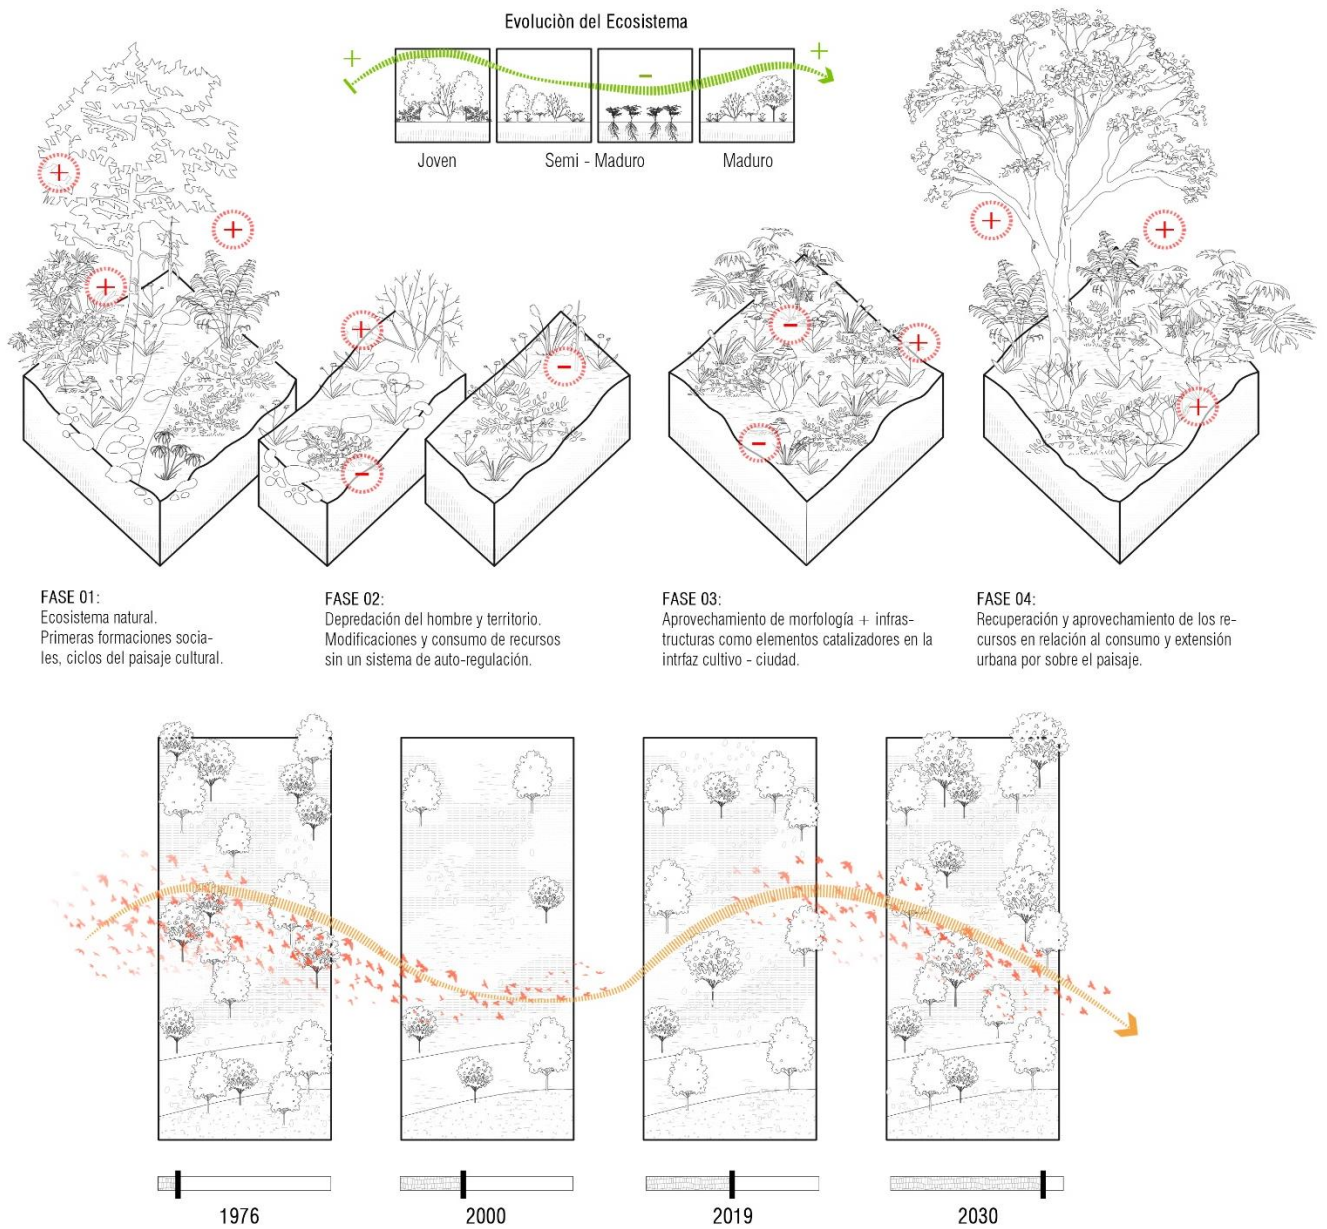 Evoluciòn del Ecosistema
+ - +
Joven Semi - Maduro Maduro
FASE 01:
Ecosistema natural.
Primeras formaciones socia-
les, ciclos del paisaje cultural.
FASE 02:
Depredación del hombre y territorio.
Modificaciones y consumo de recursos
sin un sistema de auto-regulación.
FASE 03:
Aprovechamiento de morfología + infras-
tructuras como elementos catalizadores en la
intrfaz cultivo - ciudad.
FASE 04:
Recuperación y aprovechamiento de los re-
cursos en relación al consumo y extensión
urbana por sobre el paisaje.
1976 2000 2019 2030